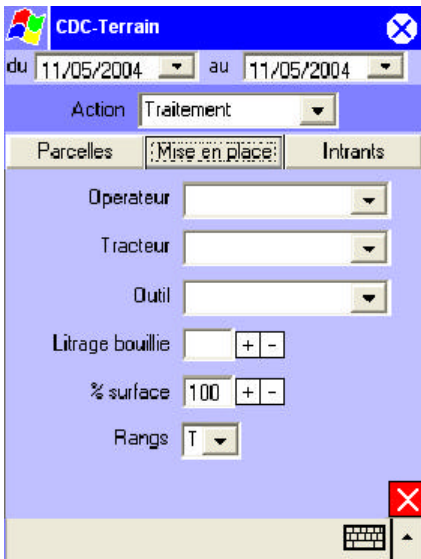 CDC-Terrain
du 11/05/2004 au 11/05/2004
Action Traitement
Parcelles Mise en place Intrants
Operateur
Tracteur
Outil
Litrage bouillie + -
% surface 100 + -
Rangs T